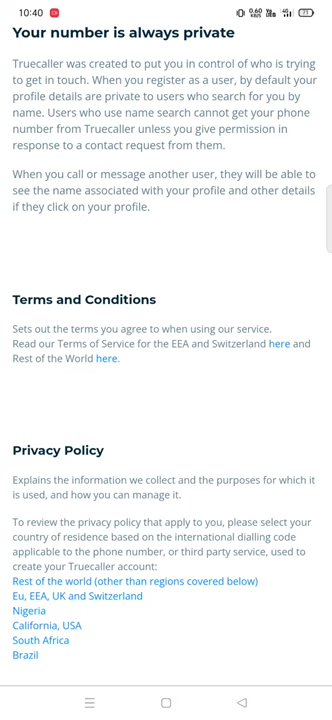 10:40
0.60 KB/S 4G 71
Your number is always private
Truecaller was created to put you in control of who is trying
to get in touch. When you register as a user, by default your
profile details are private to users who search for you by
name. Users who use name search cannot get your phone
number from Truecaller unless you give permission in
response to a contact request from them.
When you call or message another user, they will be able to
see the name associated with your profile and other details
if they click on your profile.
Terms and Conditions
Sets out the terms you agree to when using our service.
Read our Terms of Service for the EEA and Switzerland here and
Rest of the World here.
Privacy Policy
Explains the information we collect and the purposes for which it
is used, and how you can manage it.
To review the privacy policy that apply to you, please select your
country of residence based on the international dialling code
applicable to the phone number, or third party service, used to
create your Truecaller account:
Rest of the world (other than regions covered below)
Eu, EEA, UK and Switzerland
Nigeria
California, USA
South Africa
Brazil